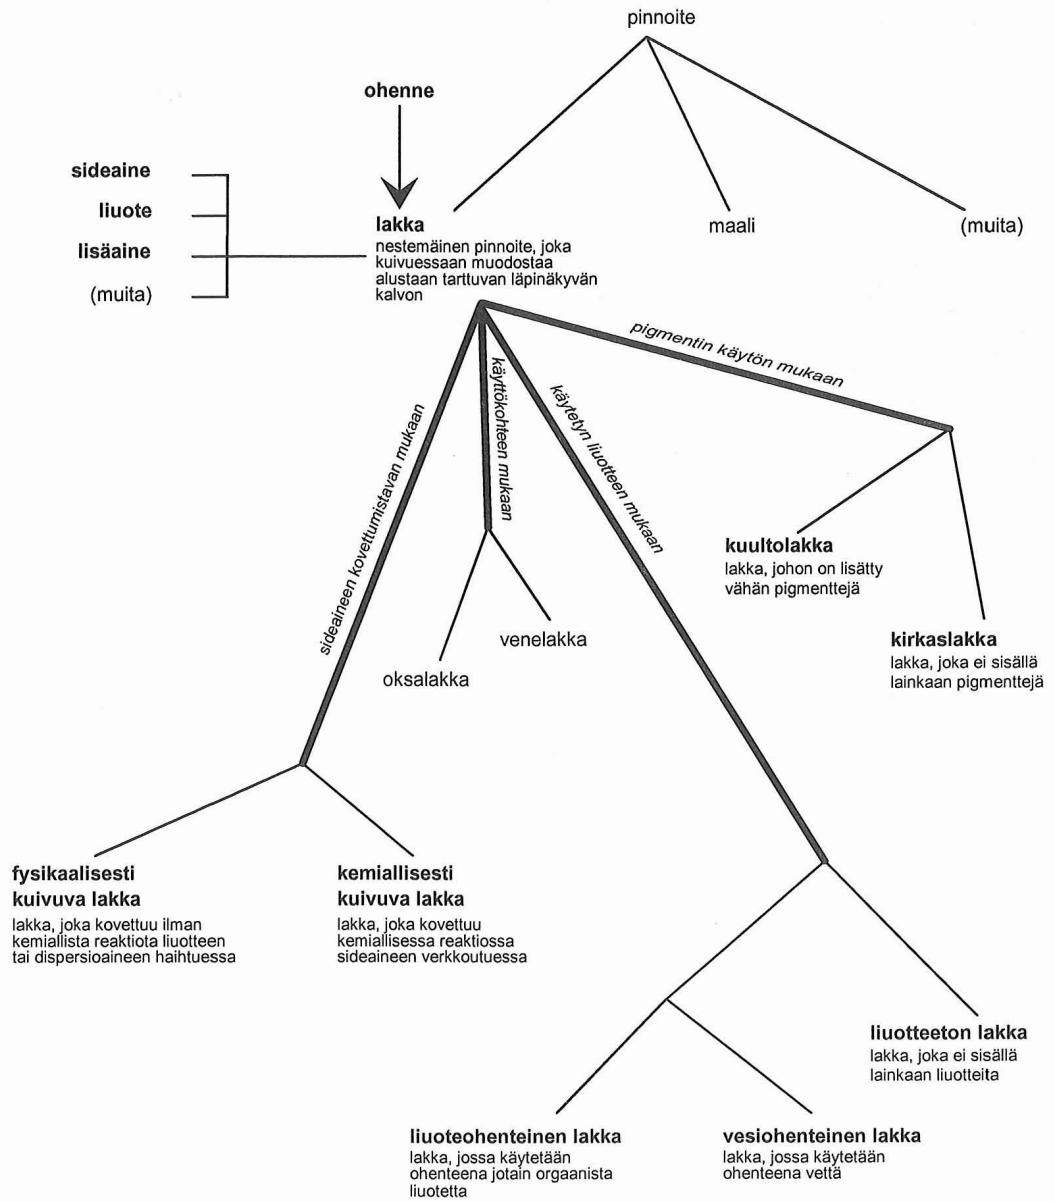 pinnoite
ohenne
sideaine
liuote
lisäaine
(muita)
lakka
nestemäinen pinnoite, joka
kuivuessaan muodostaa
alustaan tarttuvan läpinäkyvän
kalvon
maali
(muita)
pigmentin käytön mukaan
käyttökohteen mukaan
käytetyn liuotteen mukaan
sideaineen kovettumistavan mukaan
kuultolakka
lakka, johon on lisätty
vähän pigmenttejä
kirkaslakka
lakka, joka ei sisällä
lainkaan pigmenttejä
venelakka
oksalakka
fysikaalisesti
kuivuva lakka
lakka, joka kovettuu ilman
kemiallista reaktiota liuotteen
tai dispersioaineen haihtuessa
kemiallisesti
kuivuva lakka
lakka, joka kovettuu
kemiallisessa reaktiossa
sideaineen verkkoutuessa
liuotteeton lakka
lakka, joka ei sisällä
lainkaan liuotteita
liuoteohenteinen lakka
lakka, jossa käytetään
ohenteena jotain orgaanista
liuotetta
vesiohenteinen lakka
lakka, jossa käytetään
ohenteena vettä